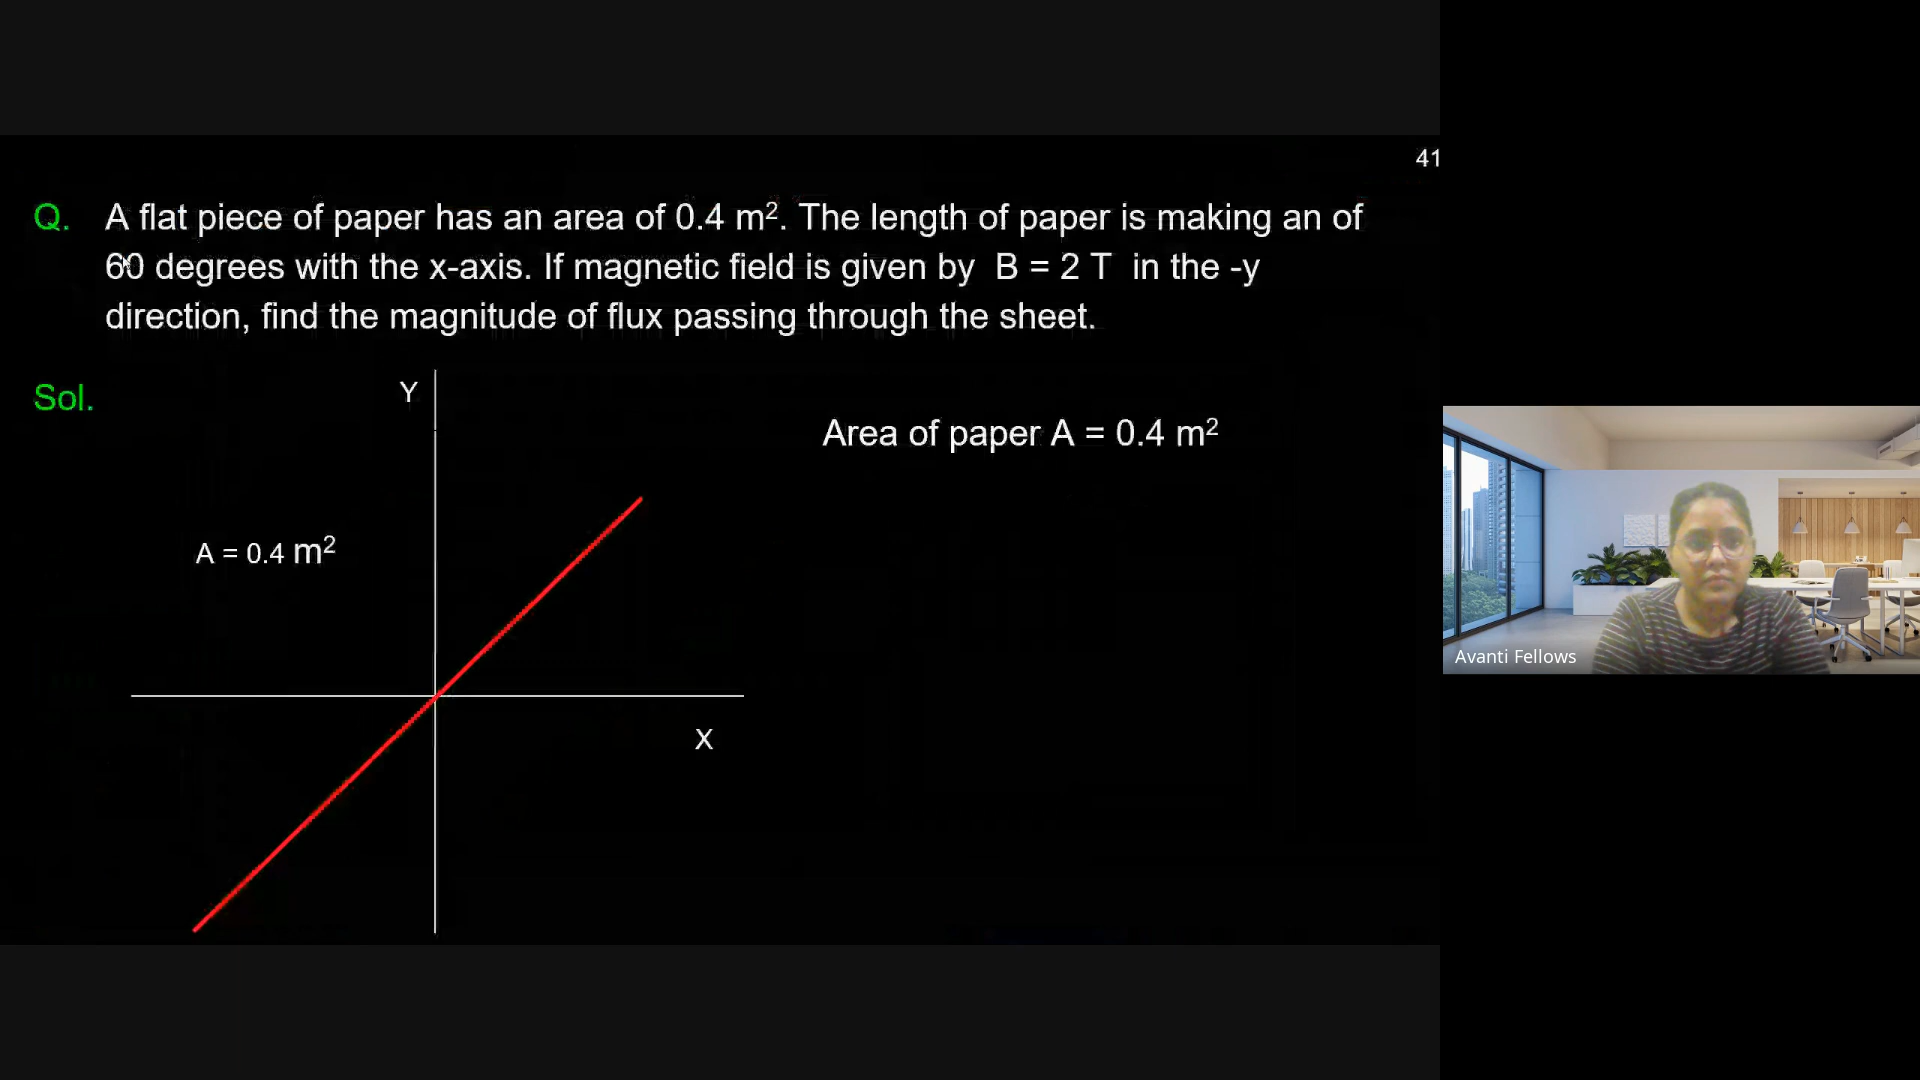 41
Q. A flat piece of paper has an area of 0.4 m². The length of paper is making an of
60 degrees with the x-axis. If magnetic field is given by B = 2 T in the -y
direction, find the magnitude of flux passing through the sheet.
Sol.
Y
Area of paper A = 0.4 m²
A = 0.4 m²
X
Avanti Fellows